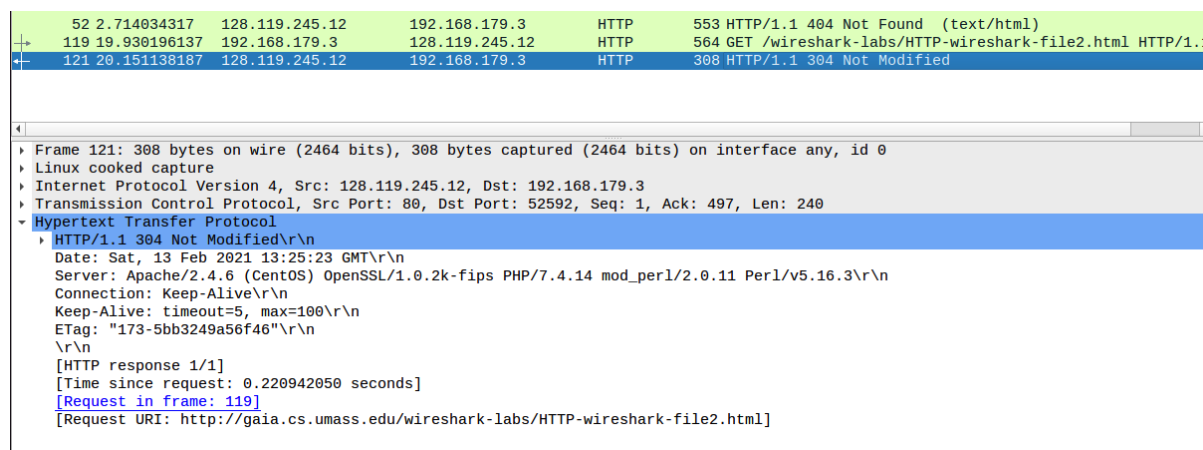 52 2.714034317 128.119.245.12 192.168.179.3 HTTP 553 HTTP/1.1 404 Not Found (text/html)
119 19.930196137 192.168.179.3 128.119.245.12 HTTP 564 GET /wireshark-labs/HTTP-wireshark-file2.html HTTP/1.
121 20.151138187 128.119.245.12 192.168.179.3 HTTP 308 HTTP/1.1 304 Not Modified
Frame 121: 308 bytes on wire (2464 bits), 308 bytes captured (2464 bits) on interface any, id 0
Linux cooked capture
Internet Protocol Version 4, Src: 128.119.245.12, Dst: 192.168.179.3
Transmission Control Protocol, Src Port: 80, Dst Port: 52592, Seq: 1, Ack: 497, Len: 240
Hypertext Transfer Protocol
HTTP/1.1 304 Not Modified\r\n
Date: Sat, 13 Feb 2021 13:25:23 GMT\r\n
Server: Apache/2.4.6 (CentOS) OpenSSL/1.0.2k-fips PHP/7.4.14 mod_perl/2.0.11 Perl/v5.16.3\r\n
Connection: Keep-Alive\r\n
Keep-Alive: timeout=5, max=100\r\n
ETag: "173-5bb3249a56f46"\r\n
\r\n
[HTTP response 1/1]
[Time since request: 0.220942050 seconds]
[Request in frame: 119]
[Request URI: http://gaia.cs.umass.edu/wireshark-labs/HTTP-wireshark-file2.html]